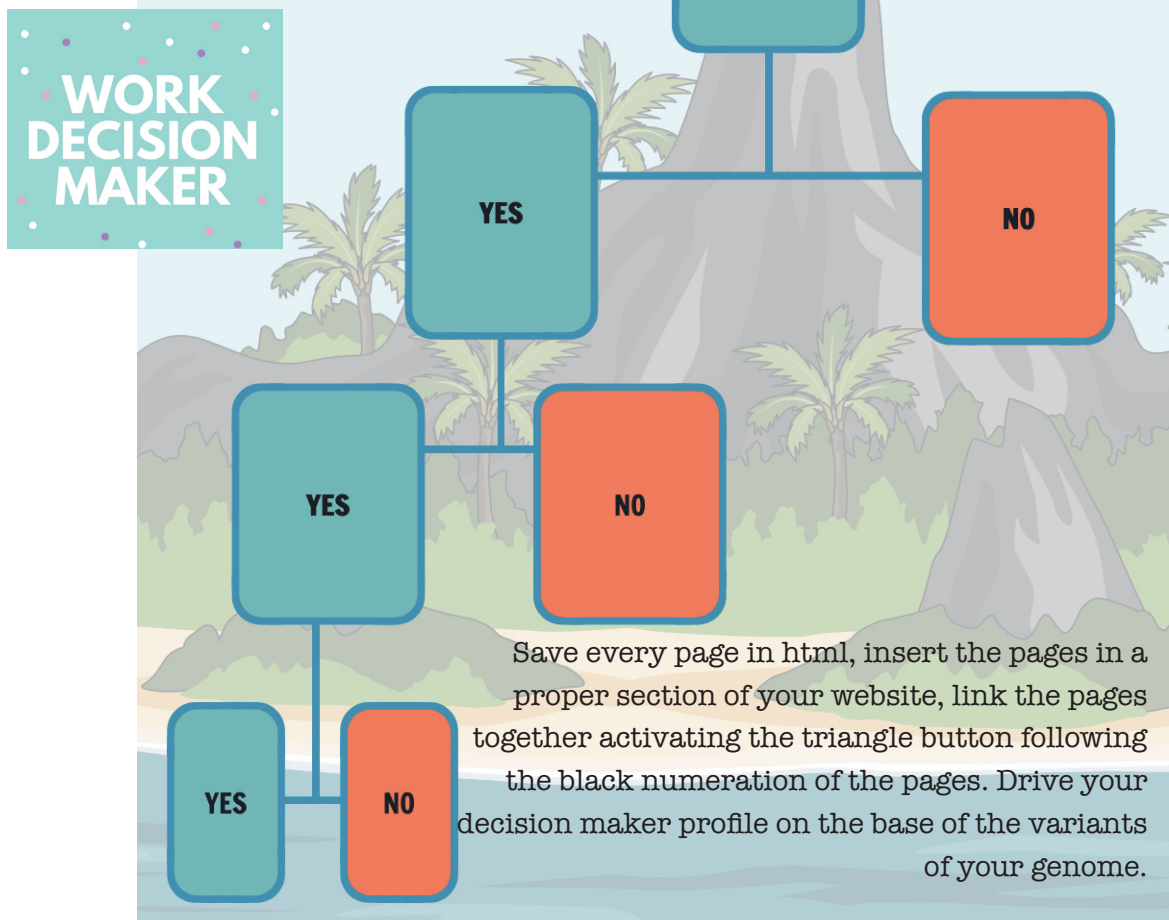 WORK
DECISION
MAKER
YES
NO
YES
NO
Save every page in html, insert the pages in a
proper section of your website, link the pages
together activating the triangle button following
the black numeration of the pages. Drive your
decision maker profile on the base of the variants
of your genome.
YES
NO